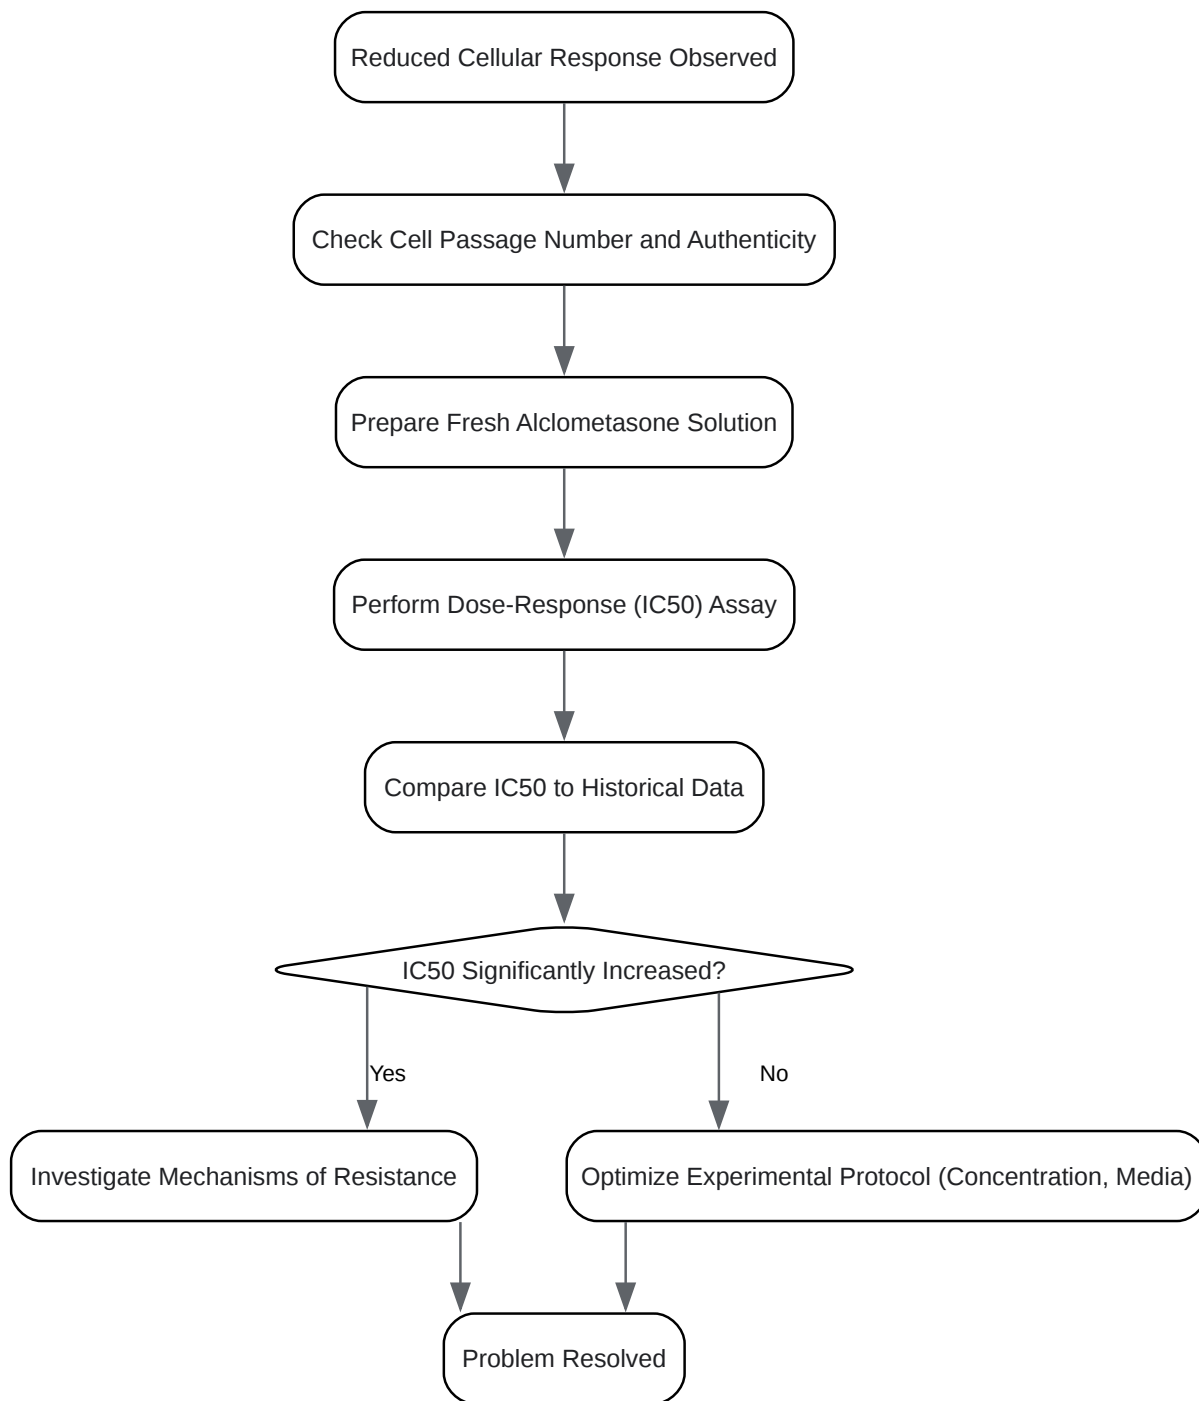 Reduced Cellular Response Observed
Check Cell Passage Number and Authenticity
Prepare Fresh Alclometasone Solution
Perform Dose-Response (IC50) Assay
Compare IC50 to Historical Data
IC50 Significantly Increased?
Yes
No
Investigate Mechanisms of Resistance
Optimize Experimental Protocol (Concentration, Media)
Problem Resolved